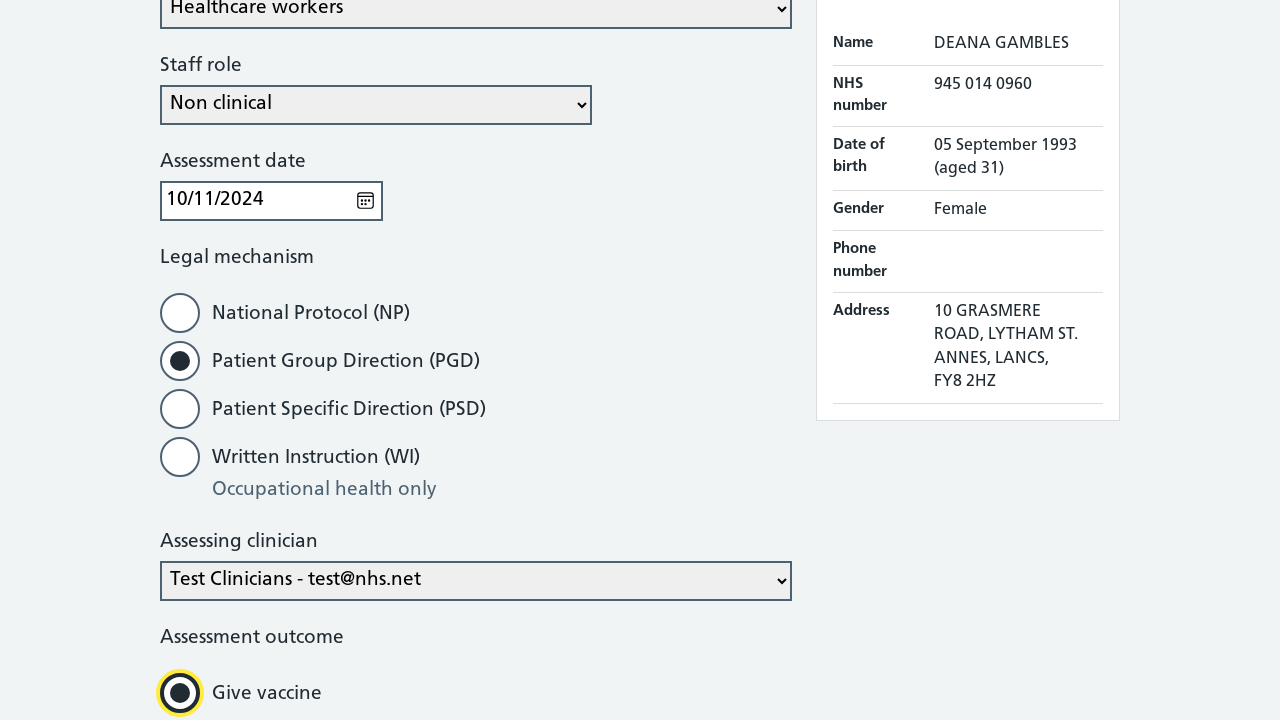 Healthcare workers
Staff role
Non clinical
Assessment date
10/11/2024
Legal mechanism
National Protocol (NP)
Patient Group Direction (PGD)
Patient Specific Direction (PSD)
Written Instruction (WI)
Occupational health only
Assessing clinician
Test Clinicians - test@nhs.net
Assessment outcome
Give vaccine
Name DEANA GAMBLES
NHS number 945 014 0960
Date of birth 05 September 1993
(aged 31)
Gender Female
Phone number
Address 10 GRASMERE
ROAD, LYTHAM ST.
ANNES, LANCS,
FY8 2HZ